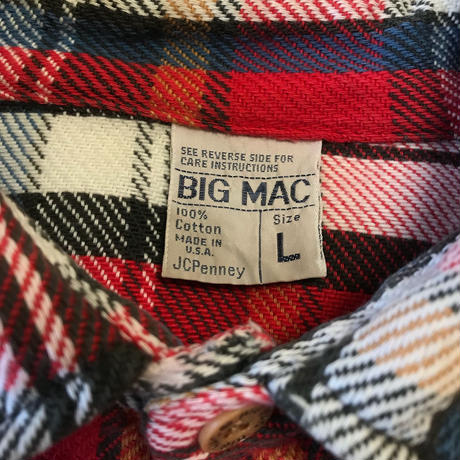 SEE REVERSE SIDE FOR
CARE INSTRUCTIONS
BIG MAC
100%
Cotton
MADE IN
U.S.A.
JCPenney
Size
L